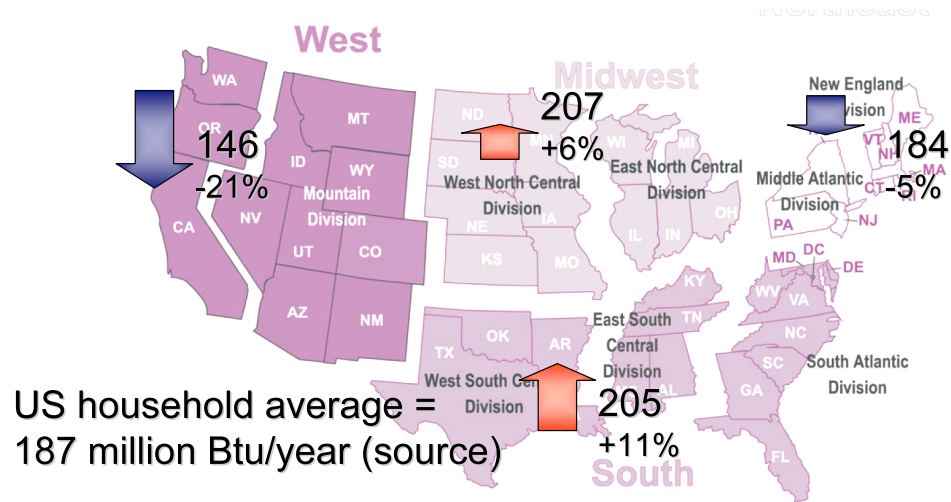 Northeast
West
Midwest
New England
Division
WA
OR
MT
ID
WY
CA
NV
Mountain
Division
UT
CO
AZ
NM
146
-21%
ND
SD
West North Central
Division
NE
IA
KS
MO
207
+6%
WI
MI
East North Central
Division
IL
IN
OH
ME
VT
NH
184
-5%
MA
CT
RI
Middle Atlantic
Division
PA
NJ
MD
DC
DE
KY
WV
VA
TN
NC
East South
Central
Division
SC
South Atlantic
Division
GA
AL
FL
OK
TX
AR
West South
Division
205
+11%
South
US household average =
187 million Btu/year (source)